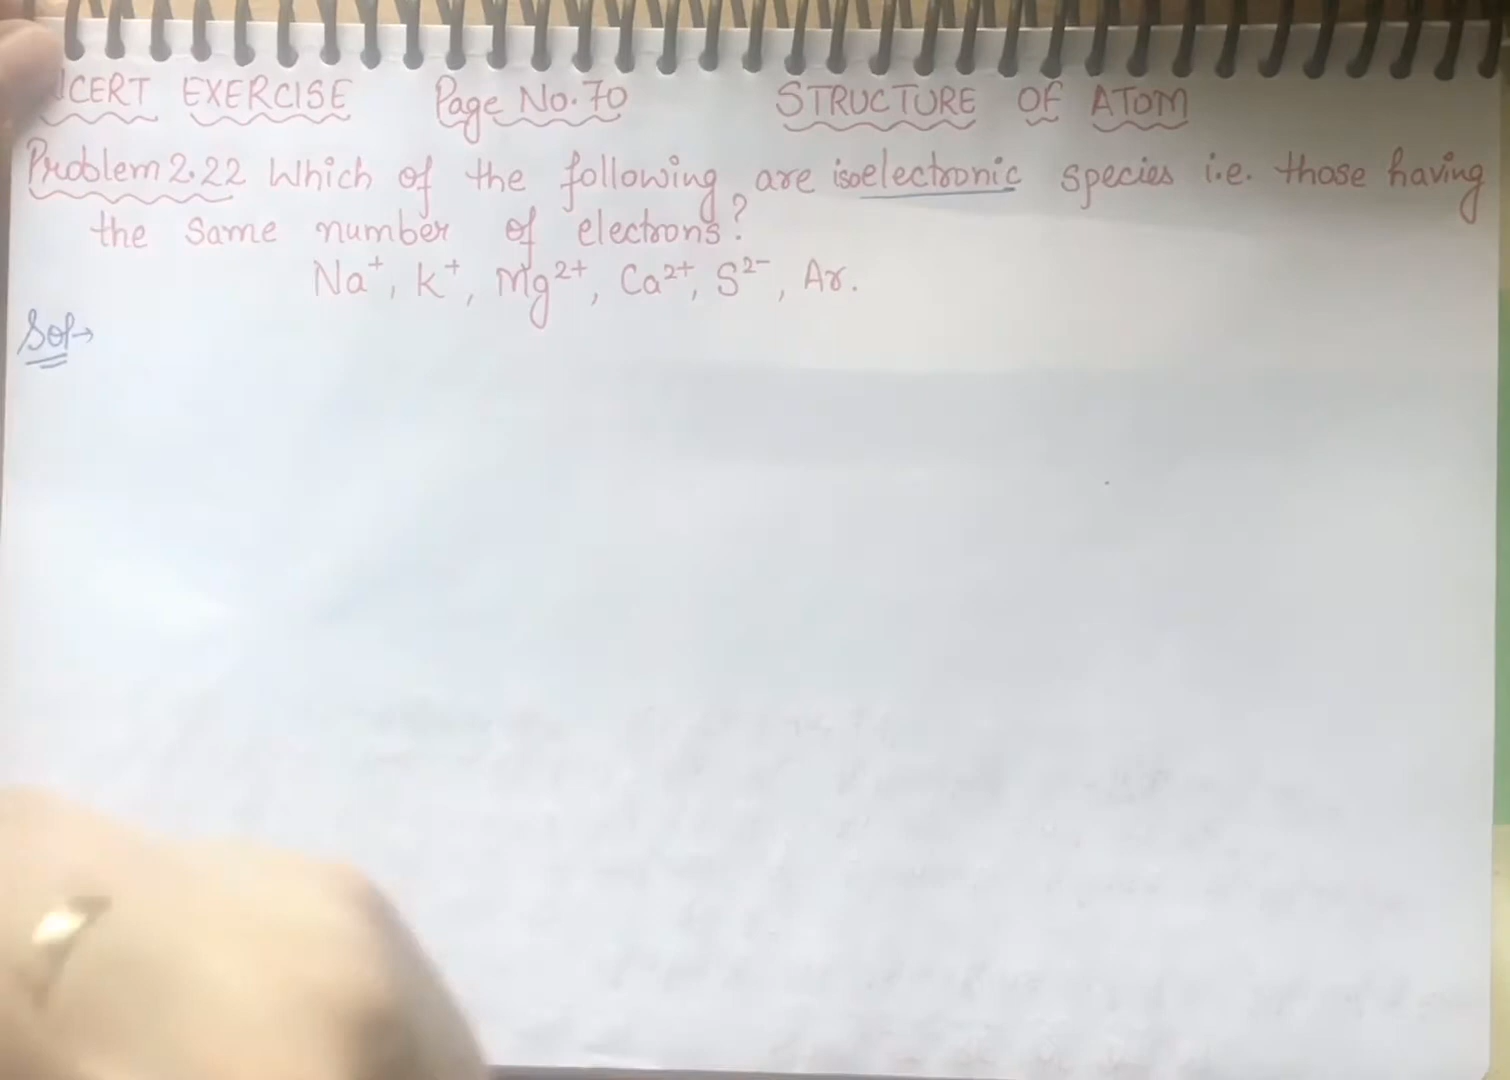 NCERT EXERCISE Page No. 70 STRUCTURE OF ATOM
Problem 2.22 Which of the following are isoelectronic species i.e. those having
the same number of electrons?
Na⁺, K⁺, Mg²⁺, Ca²⁺, S²⁻, Ar.
Sol→